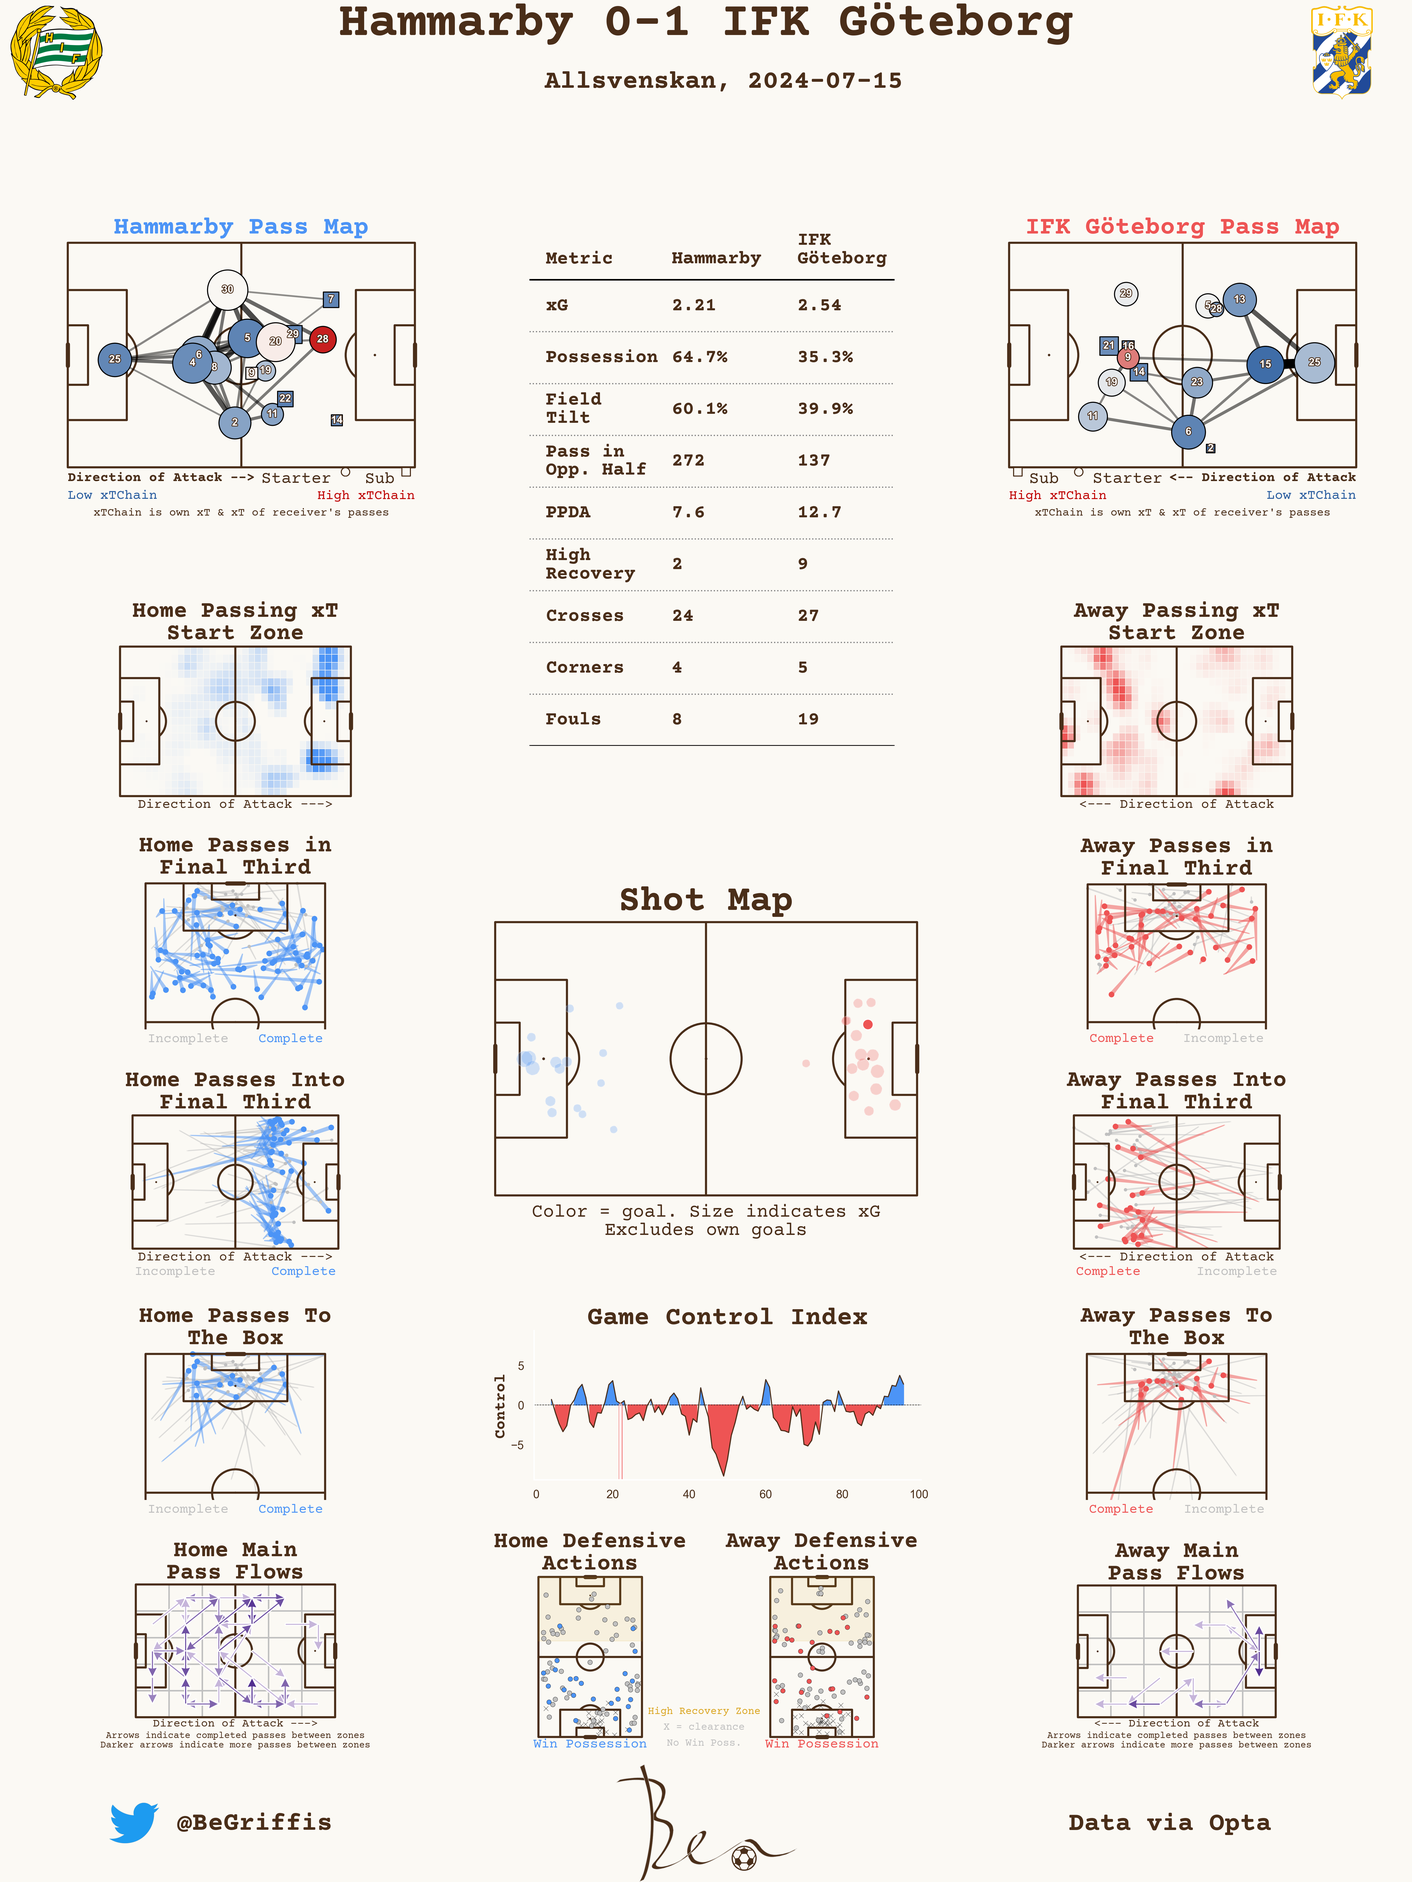 Hammarby 0-1 IFK Göteborg
Allsvenskan, 2024-07-15
H I F
I·F·K
Hammarby Pass Map
30
7
5
29
20
28
6
25
4
8
9
19
22
11
2
14
Direction of Attack --> Starter Sub
Low xTChain High xTChain
xTChain is own xT & xT of receiver's passes
Metric Hammarby IFK Göteborg
xG 2.21 2.54
Possession 64.7% 35.3%
Field Tilt 60.1% 39.9%
Pass in Opp. Half 272 137
PPDA 7.6 12.7
High Recovery 2 9
Crosses 24 27
Corners 4 5
Fouls 8 19
IFK Göteborg Pass Map
29
5
28
13
21
16
9
14
15
25
19
23
11
6
2
Sub Starter <-- Direction of Attack
High xTChain Low xTChain
xTChain is own xT & xT of receiver's passes
Home Passing xT
Start Zone
Direction of Attack --->
Away Passing xT
Start Zone
<--- Direction of Attack
Home Passes in
Final Third
Incomplete Complete
Away Passes in
Final Third
Complete Incomplete
Shot Map
Color = goal. Size indicates xG
Excludes own goals
Home Passes Into
Final Third
Direction of Attack --->
Incomplete Complete
Away Passes Into
Final Third
<--- Direction of Attack
Complete Incomplete
Home Passes To
The Box
Incomplete Complete
Game Control Index
Control
5
0
−5
0 20 40 60 80 100
Away Passes To
The Box
Complete Incomplete
Home Main
Pass Flows
Direction of Attack --->
Arrows indicate completed passes between zones
Darker arrows indicate more passes between zones
Home Defensive
Actions
Win Possession
High Recovery Zone
X = clearance
No Win Poss.
Away Defensive
Actions
Win Possession
Away Main
Pass Flows
<--- Direction of Attack
Arrows indicate completed passes between zones
Darker arrows indicate more passes between zones
@BeGriffis
Ben
Data via Opta